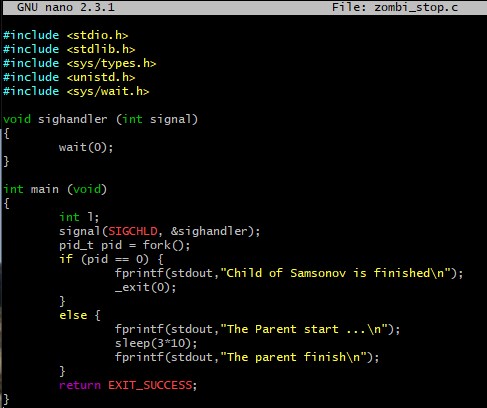 GNU nano 2.3.1 File: zombi_stop.c
#include <stdio.h>
#include <stdlib.h>
#include <sys/types.h>
#include <unistd.h>
#include <sys/wait.h>
void sighandler (int signal)
{
wait(0);
}
int main (void)
{
int l;
signal(SIGCHLD, &sighandler);
pid_t pid = fork();
if (pid == 0) {
fprintf(stdout,"Child of Samsonov is finished\n");
_exit(0);
}
else {
fprintf(stdout,"The Parent start ...\n");
sleep(3*10);
fprintf(stdout,"The parent finish\n");
}
return EXIT_SUCCESS;
}